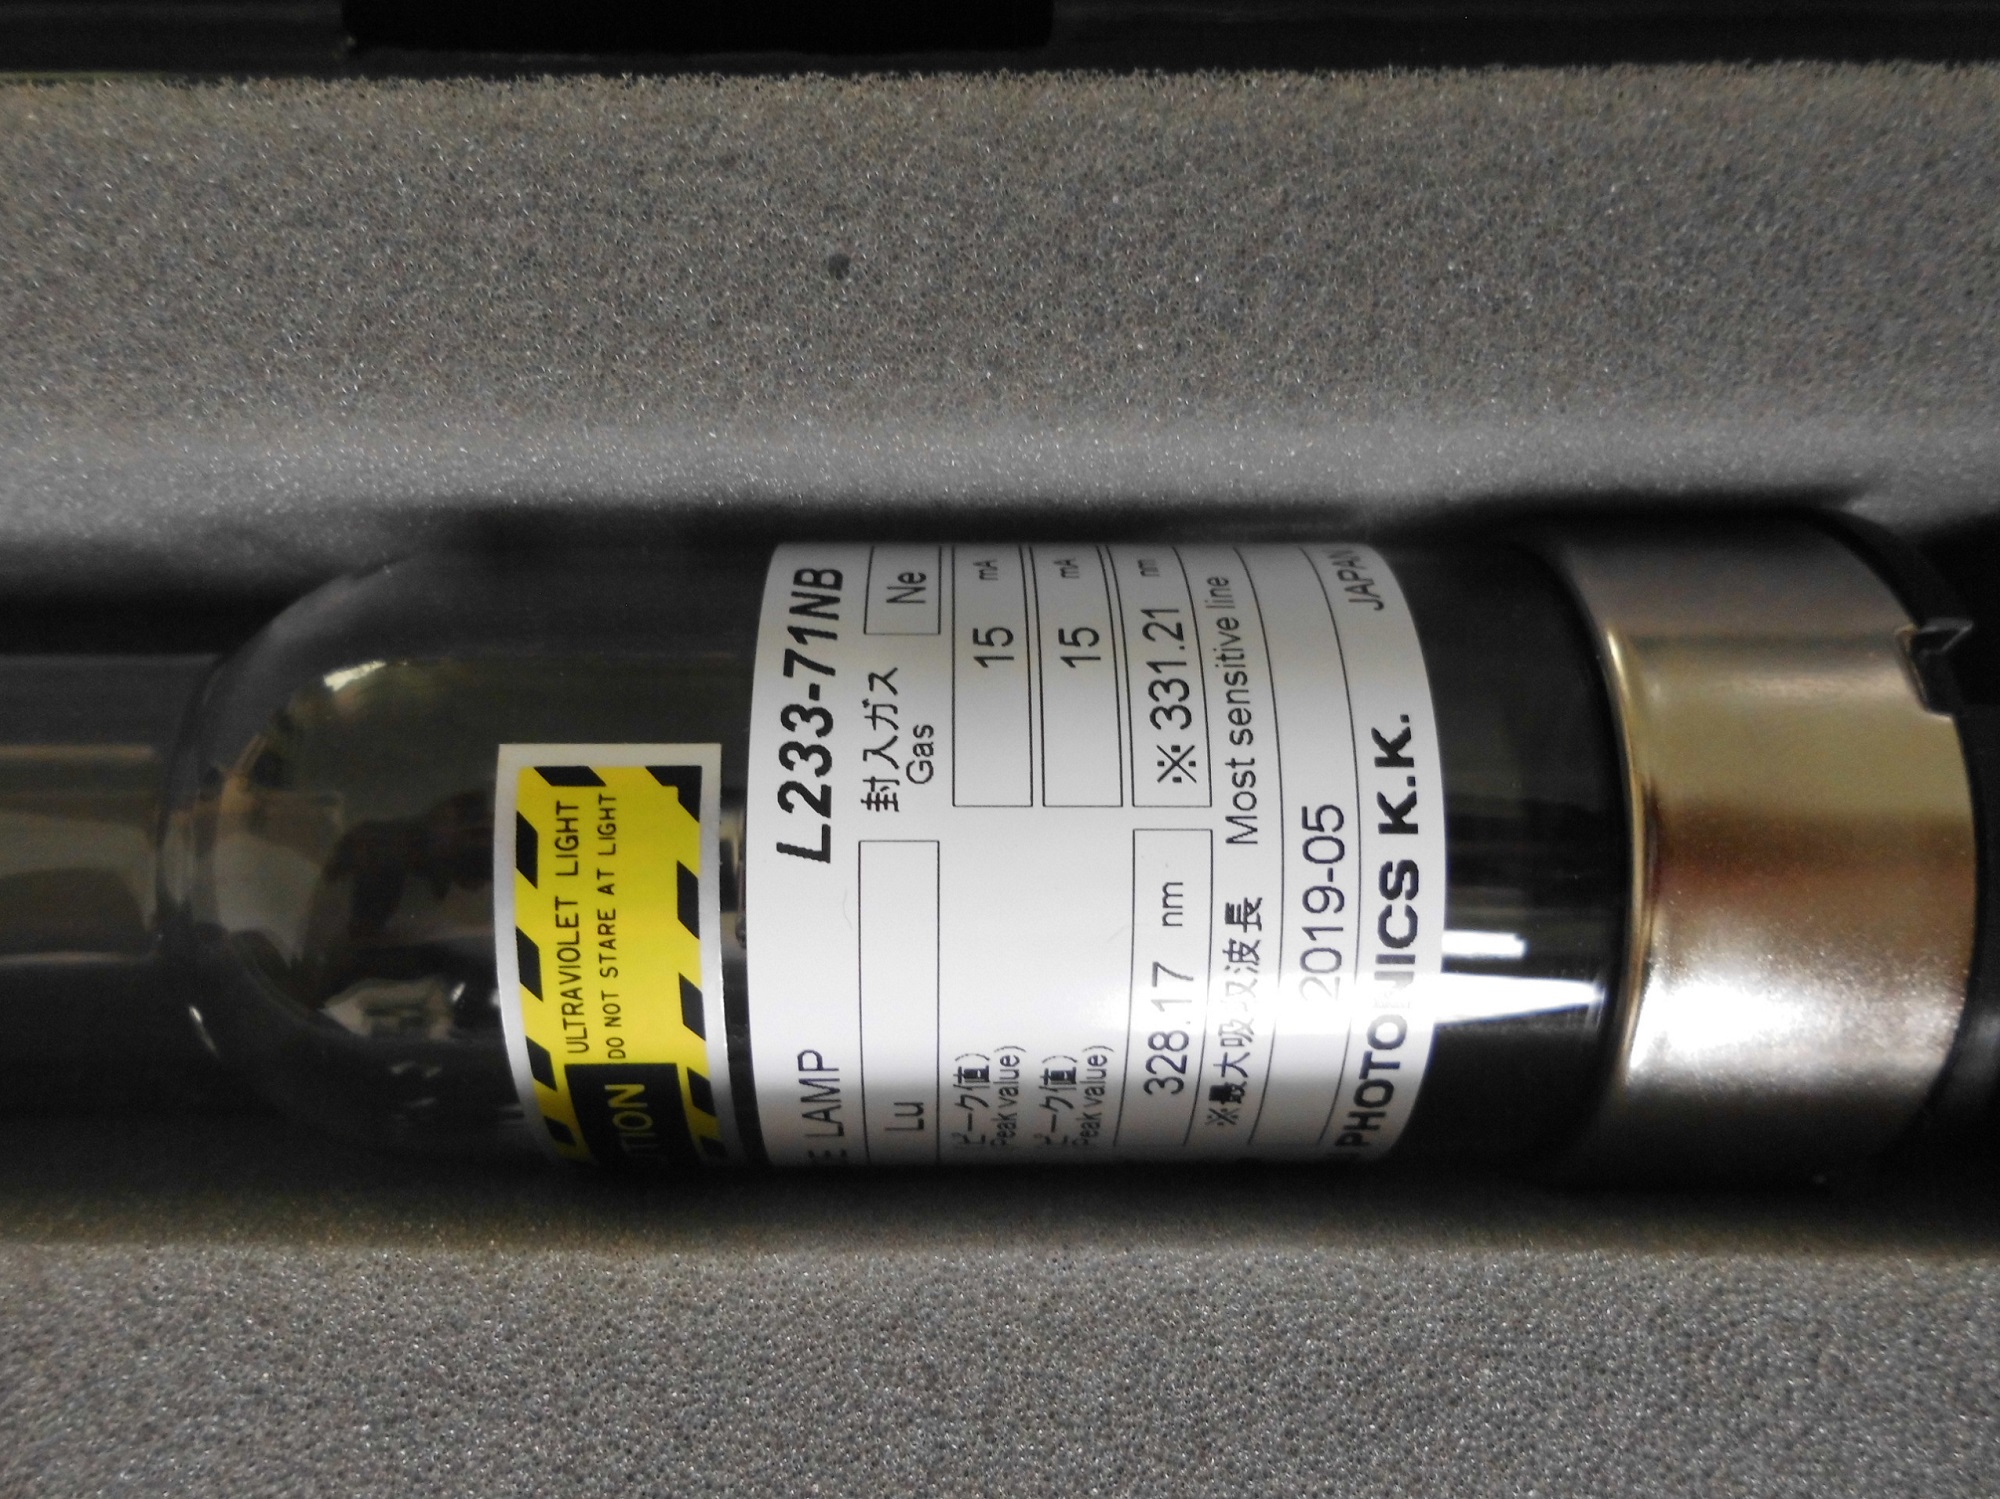 ULTRAVIOLET LIGHT
DO NOT STARE AT LIGHT
LAMP L233-71NB
Lu 封入ガス Gas Ne
ピーク値) (Peak value) 15 mA
ピーク値) (Peak value) 15 mA
328.17 nm ※331.21 nm
※最大吸収波長 Most sensitive line
2019-05
PHOTONICS K.K. JAPAN